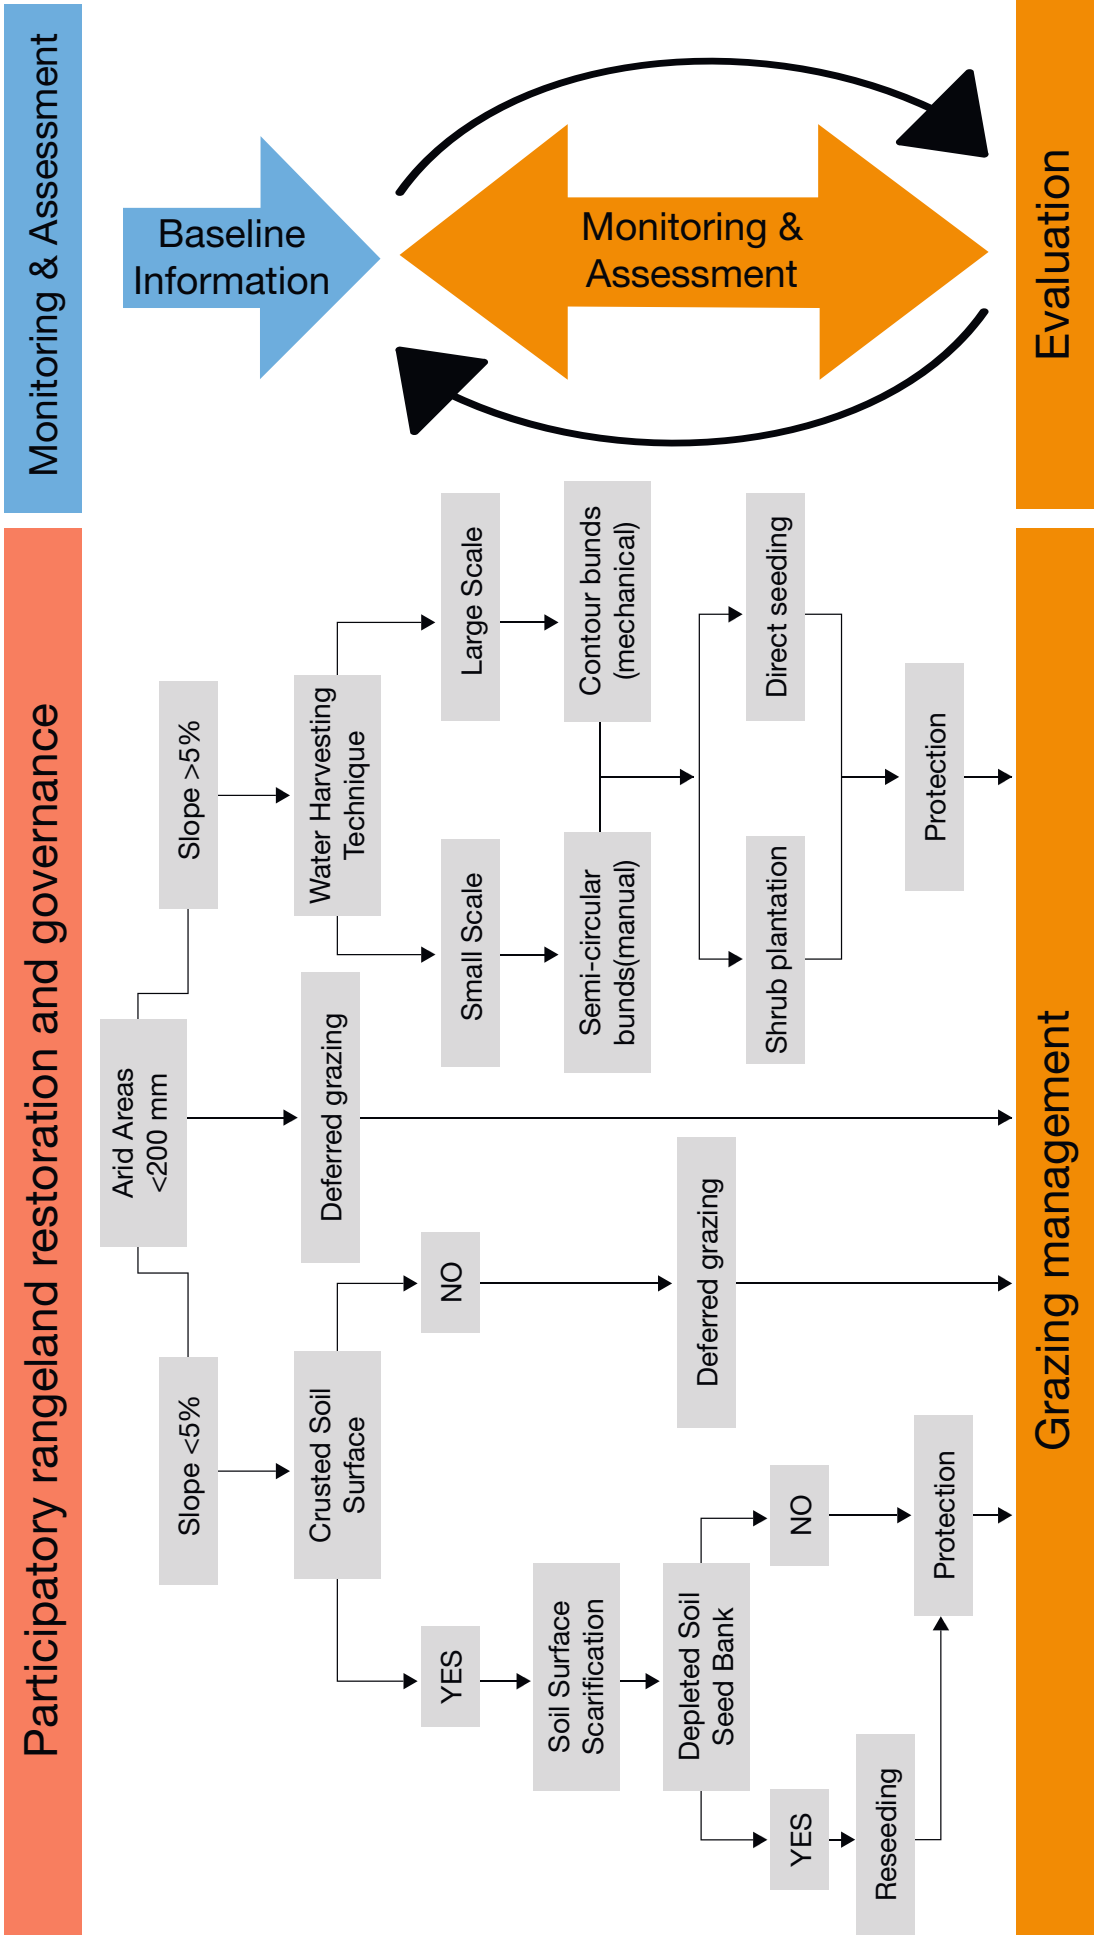 Participatory rangeland restoration and governance
Monitoring & Assessment
Arid Areas
<200 mm
Slope <5%
Slope >5%
Crusted Soil
Surface
Deferred grazing
Water Harvesting
Technique
YES
NO
Small Scale
Large Scale
Soil Surface
Scarification
Semi-circular
bunds(manual)
Contour bunds
(mechanical)
Depleted Soil
Seed Bank
Deferred grazing
YES
NO
Shrub plantation
Direct seeding
Reseeding
Protection
Protection
Baseline
Information
Monitoring &
Assessment
Grazing management
Evaluation